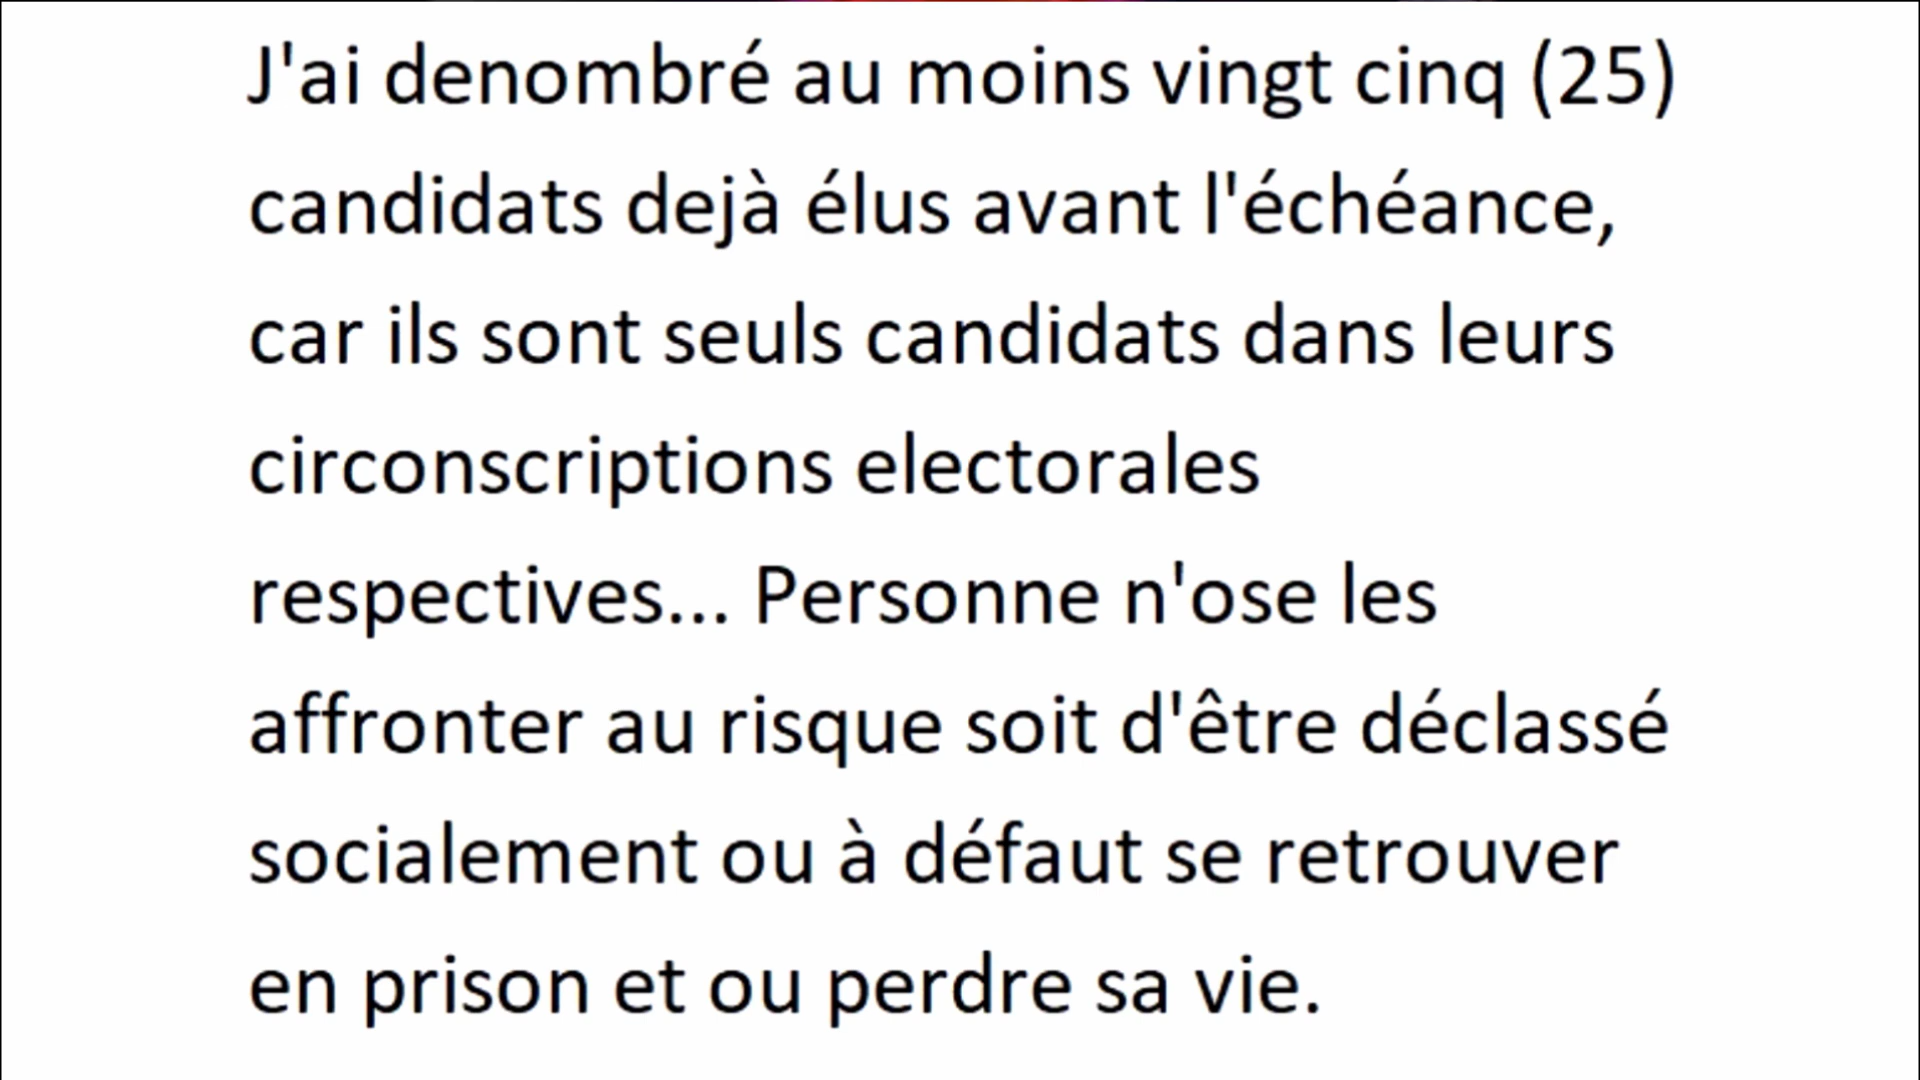 J'ai denombré au moins vingt cinq (25)
candidats dejà élus avant l'échéance,
car ils sont seuls candidats dans leurs
circonscriptions electorales
respectives... Personne n'ose les
affronter au risque soit d'être déclassé
socialement ou à défaut se retrouver
en prison et ou perdre sa vie.